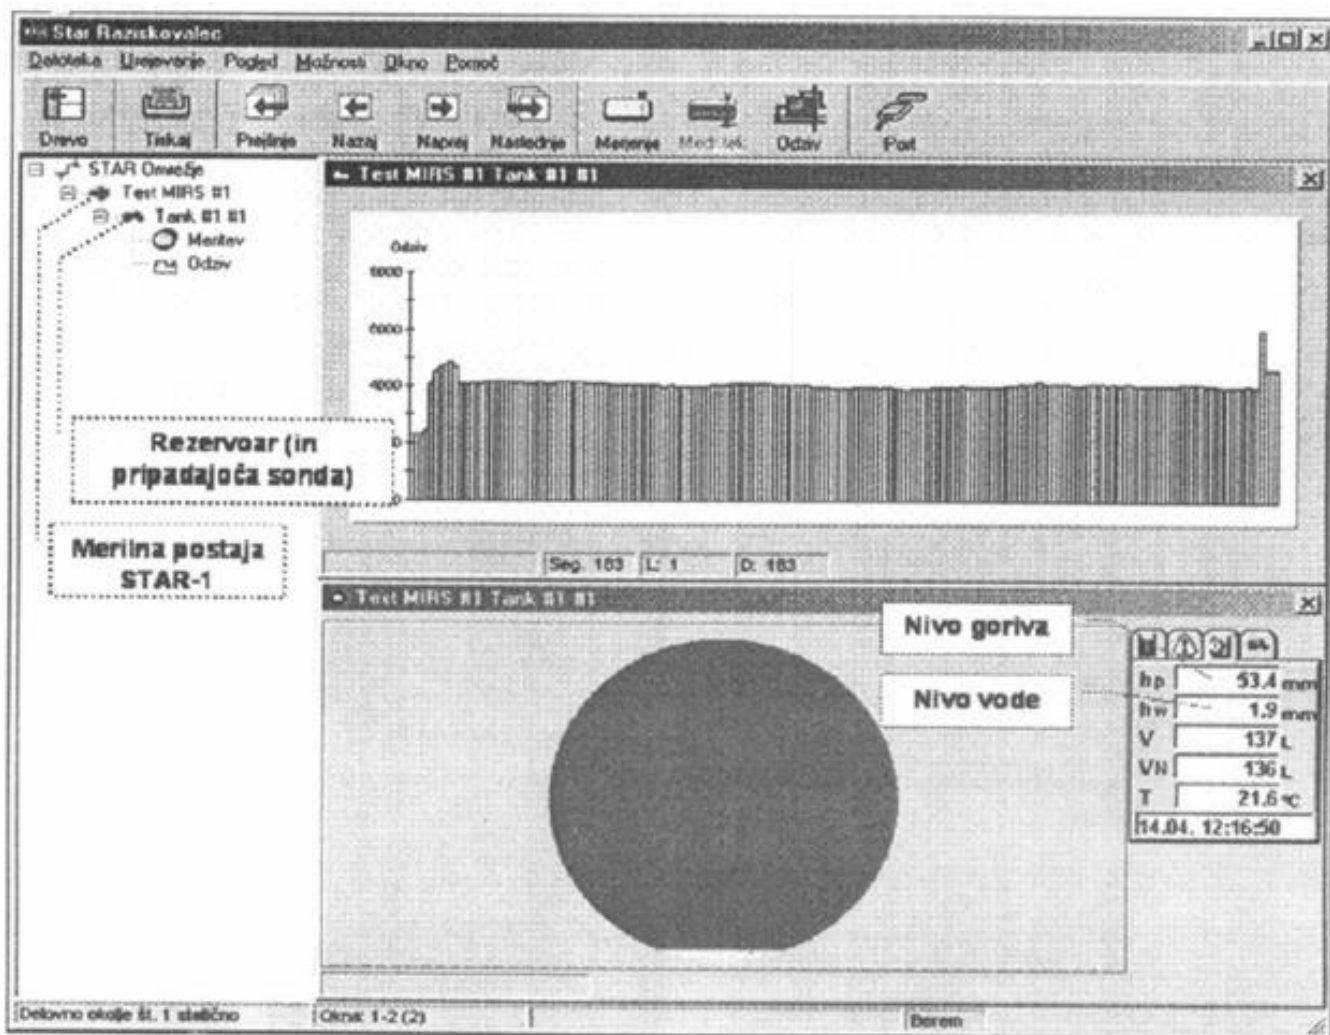 Star Raziskovalec
Datoteka Urejevanje Pogled Možnosti Okno Pomoč
Drevo Tiskaj Prejšnje Nazaj Naprej Naslednje Merjenje Odziv Port
STAR Omrežje
Test MIRS #1
Tank #1 #1
Meritev
Odziv
Test MIRS #1 Tank #1 #1
Odziv
8000
6000
4000
0
0
Rezervoar (in
pripadajoča sonda)
Merilna postaja
STAR-1
Seg. 183 L: 1 D: 183
Test MIRS #1 Tank #1 #1
Nivo goriva
Nivo vode
hp 53,4 mm
hw 1,9 mm
V 137 L
VN 136 L
T 21,6 °C
14.04. 12:16:50
Delovno okolje št. 1 statično Okna: 1-2 (2) Berem